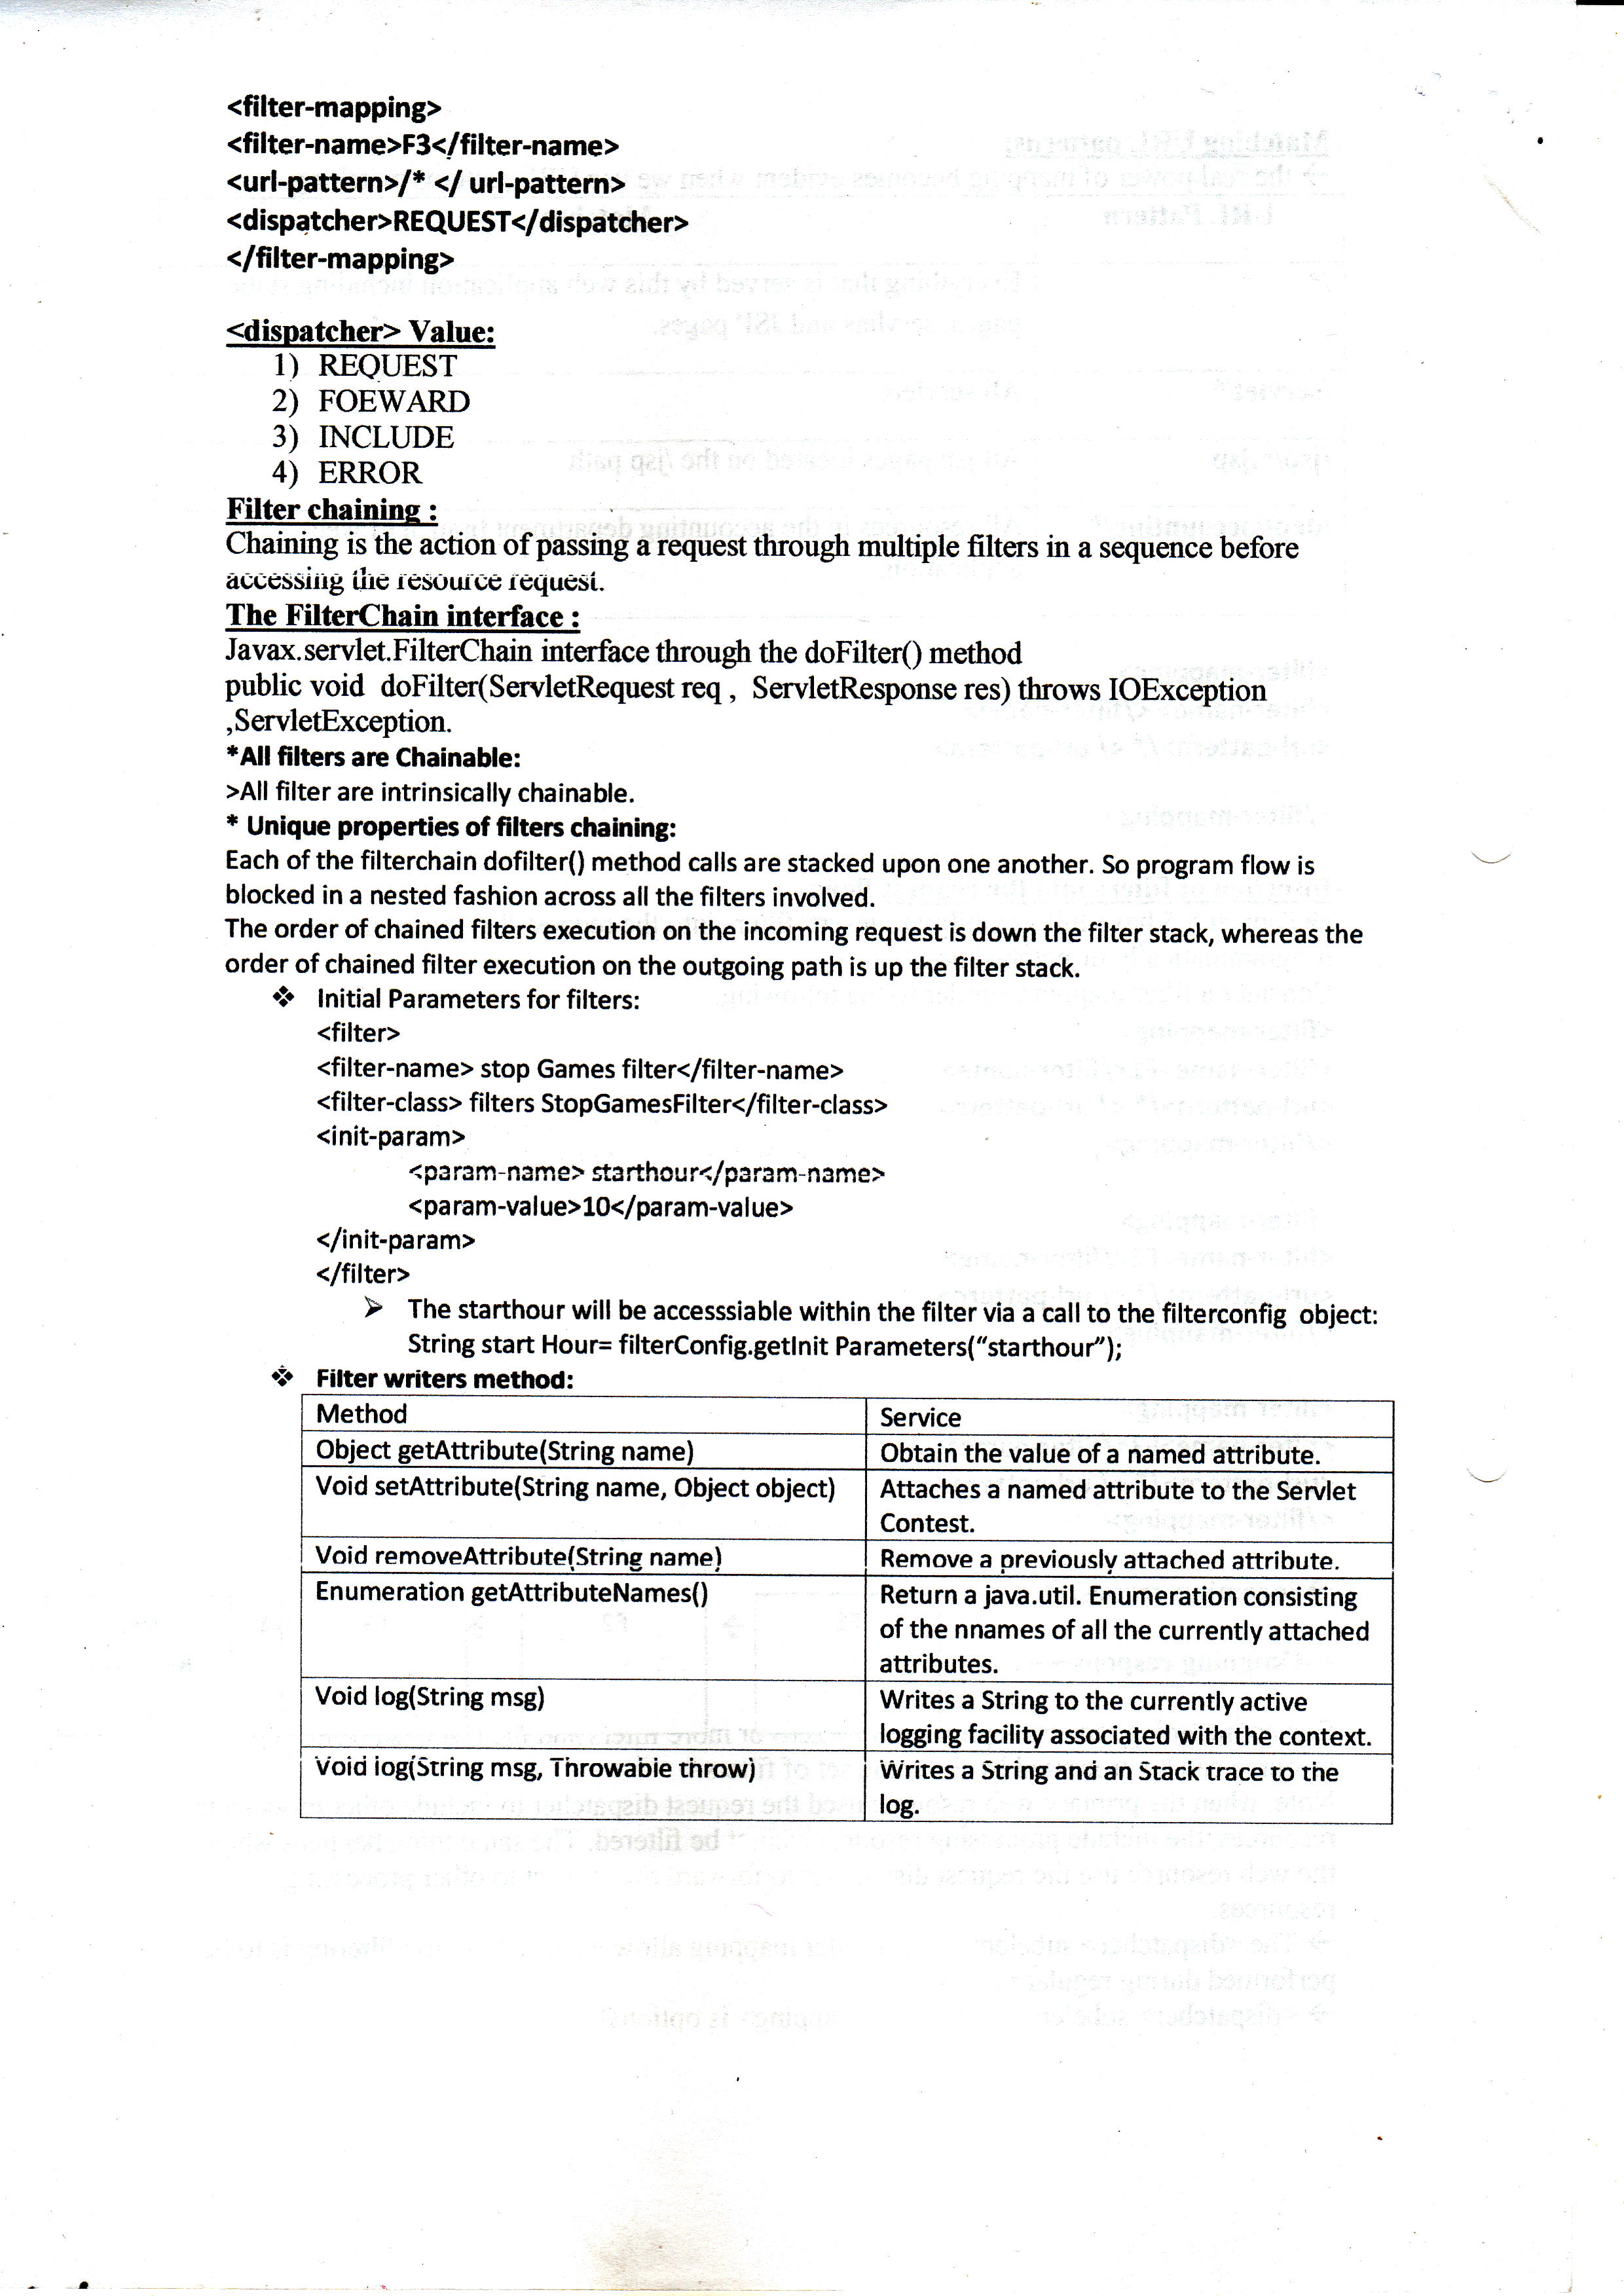 <filter-mapping>
<filter-name>F3</filter-name>
<url-pattern>/* </ url-pattern>
<dispatcher>REQUEST</dispatcher>
</filter-mapping>
<dispatcher> Value:
1) REQUEST
2) FOEWARD
3) INCLUDE
4) ERROR
Filter chaining :
Chaining is the action of passing a request through multiple filters in a sequence before
accessing the resource request.
The FilterChain interface :
Javax.servlet.FilterChain interface through the doFilter() method
public void doFilter(ServletRequest req , ServletResponse res) throws IOException
,ServletException.
*All filters are Chainable:
>All filter are intrinsically chainable.
* Unique properties of filters chaining:
Each of the filterchain dofilter() method calls are stacked upon one another. So program flow is
blocked in a nested fashion across all the filters involved.
The order of chained filters execution on the incoming request is down the filter stack, whereas the
order of chained filter execution on the outgoing path is up the filter stack.
❖ Initial Parameters for filters:
<filter>
<filter-name> stop Games filter</filter-name>
<filter-class> filters StopGamesFilter</filter-class>
<init-param>
<param-name> starthour</param-name>
<param-value>10</param-value>
</init-param>
</filter>
➢ The starthour will be accesssiable within the filter via a call to the filterconfig object:
String start Hour= filterConfig.getInit Parameters(“starthour”);
❖ Filter writers method:
Method Service
Object getAttribute(String name) Obtain the value of a named attribute.
Void setAttribute(String name, Object object) Attaches a named attribute to the Servlet
Contest.
Void removeAttribute(String name) Remove a previously attached attribute.
Enumeration getAttributeNames() Return a java.util. Enumeration consisting
of the nnames of all the currently attached
attributes.
Void log(String msg) Writes a String to the currently active
logging facility associated with the context.
Void log(String msg, Throwable throw) Writes a String and an Stack trace to the
log.